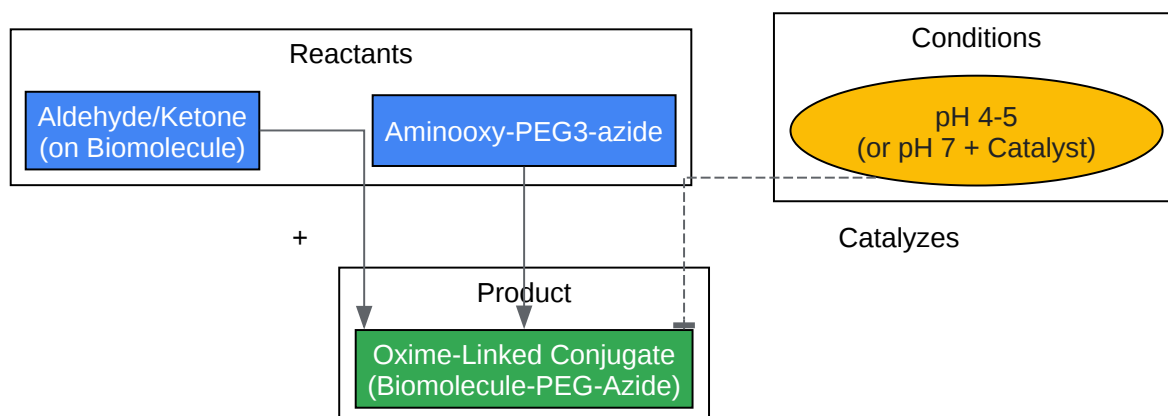 Reactants
Conditions
Aldehyde/Ketone
(on Biomolecule)
Aminooxy-PEG3-azide
pH 4-5
(or pH 7 + Catalyst)
+
Catalyzes
Product
Oxime-Linked Conjugate
(Biomolecule-PEG-Azide)